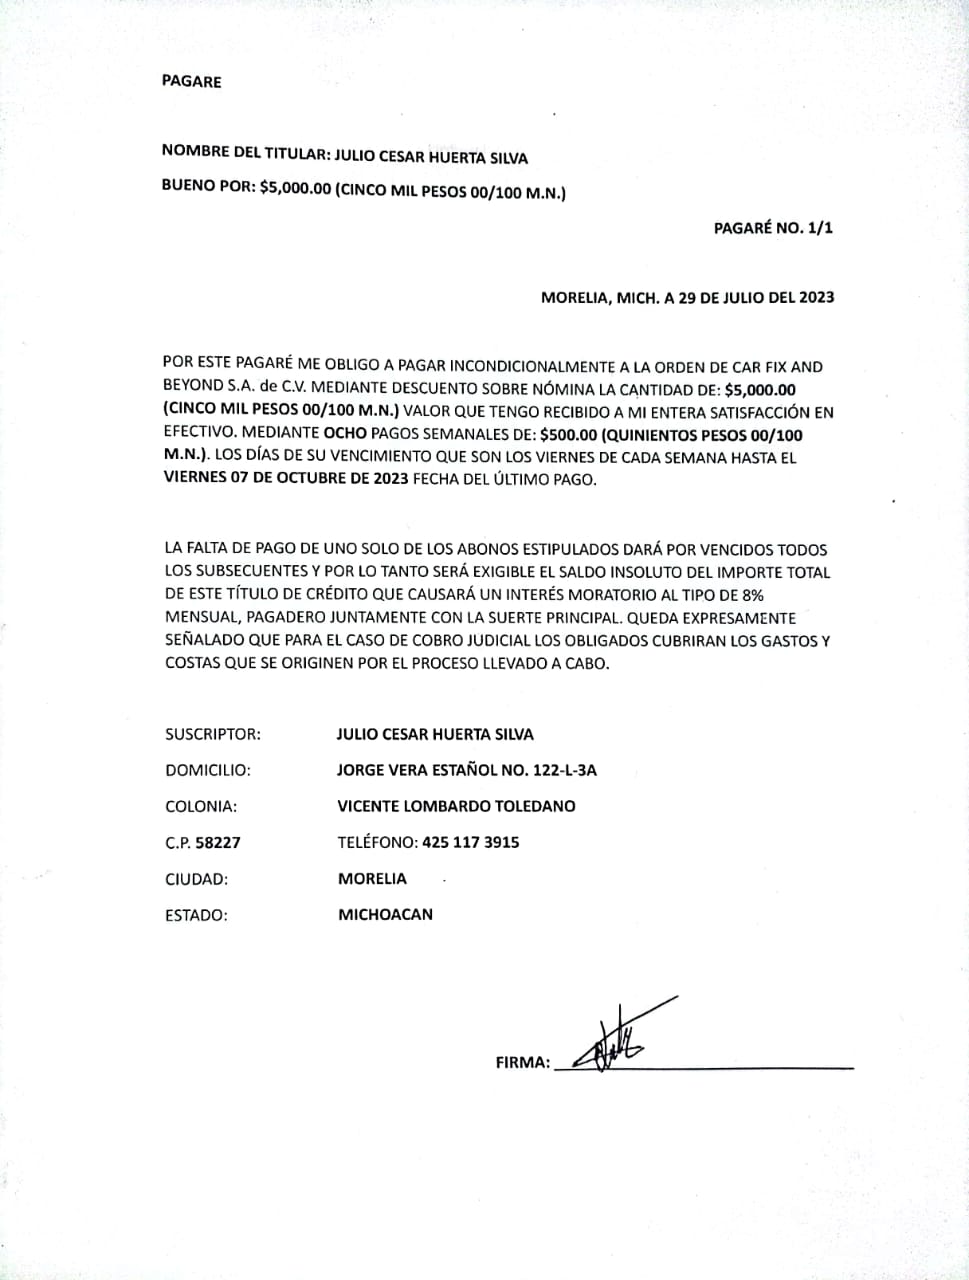 PAGARE
NOMBRE DEL TITULAR: JULIO CESAR HUERTA SILVA
BUENO POR: $5,000.00 (CINCO MIL PESOS 00/100 M.N.)
PAGARÉ NO. 1/1
MORELIA, MICH. A 29 DE JULIO DEL 2023
POR ESTE PAGARÉ ME OBLIGO A PAGAR INCONDICIONALMENTE A LA ORDEN DE CAR FIX AND
BEYOND S.A. de C.V. MEDIANTE DESCUENTO SOBRE NÓMINA LA CANTIDAD DE: $5,000.00
(CINCO MIL PESOS 00/100 M.N.) VALOR QUE TENGO RECIBIDO A MI ENTERA SATISFACCIÓN EN
EFECTIVO. MEDIANTE OCHO PAGOS SEMANALES DE: $500.00 (QUINIENTOS PESOS 00/100
M.N.). LOS DÍAS DE SU VENCIMIENTO QUE SON LOS VIERNES DE CADA SEMANA HASTA EL
VIERNES 07 DE OCTUBRE DE 2023 FECHA DEL ÚLTIMO PAGO.
LA FALTA DE PAGO DE UNO SOLO DE LOS ABONOS ESTIPULADOS DARÁ POR VENCIDOS TODOS
LOS SUBSECUENTES Y POR LO TANTO SERÁ EXIGIBLE EL SALDO INSOLUTO DEL IMPORTE TOTAL
DE ESTE TÍTULO DE CRÉDITO QUE CAUSARÁ UN INTERÉS MORATORIO AL TIPO DE 8%
MENSUAL, PAGADERO JUNTAMENTE CON LA SUERTE PRINCIPAL. QUEDA EXPRESAMENTE
SEÑALADO QUE PARA EL CASO DE COBRO JUDICIAL LOS OBLIGADOS CUBRIRAN LOS GASTOS Y
COSTAS QUE SE ORIGINEN POR EL PROCESO LLEVADO A CABO.
SUSCRIPTOR: JULIO CESAR HUERTA SILVA
DOMICILIO: JORGE VERA ESTAÑOL NO. 122-L-3A
COLONIA: VICENTE LOMBARDO TOLEDANO
C.P. 58227 TELÉFONO: 425 117 3915
CIUDAD: MORELIA
ESTADO: MICHOACAN
FIRMA: